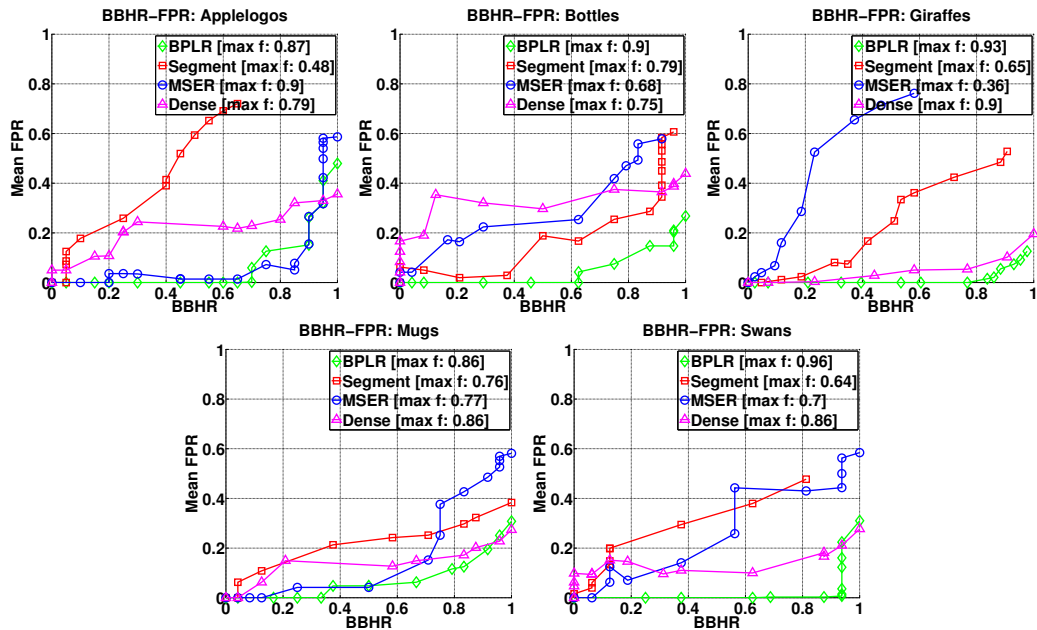 BBHR−FPR: Applelogos
BPLR [max f: 0.87]
Segment [max f: 0.48]
MSER [max f: 0.9]
Dense [max f: 0.79]
Mean FPR
1
0.8
0.6
0.4
0.2
0
0 0.2 0.4 0.6 0.8 1
BBHR
BBHR−FPR: Bottles
BPLR [max f: 0.9]
Segment [max f: 0.79]
MSER [max f: 0.68]
Dense [max f: 0.75]
Mean FPR
1
0.8
0.6
0.4
0.2
0
0 0.2 0.4 0.6 0.8 1
BBHR
BBHR−FPR: Giraffes
BPLR [max f: 0.93]
Segment [max f: 0.65]
MSER [max f: 0.36]
Dense [max f: 0.9]
Mean FPR
1
0.8
0.6
0.4
0.2
0
0 0.2 0.4 0.6 0.8 1
BBHR
BBHR−FPR: Mugs
BPLR [max f: 0.86]
Segment [max f: 0.76]
MSER [max f: 0.77]
Dense [max f: 0.86]
Mean FPR
1
0.8
0.6
0.4
0.2
0
0 0.2 0.4 0.6 0.8 1
BBHR
BBHR−FPR: Swans
BPLR [max f: 0.96]
Segment [max f: 0.64]
MSER [max f: 0.7]
Dense [max f: 0.86]
Mean FPR
1
0.8
0.6
0.4
0.2
0
0 0.2 0.4 0.6 0.8 1
BBHR